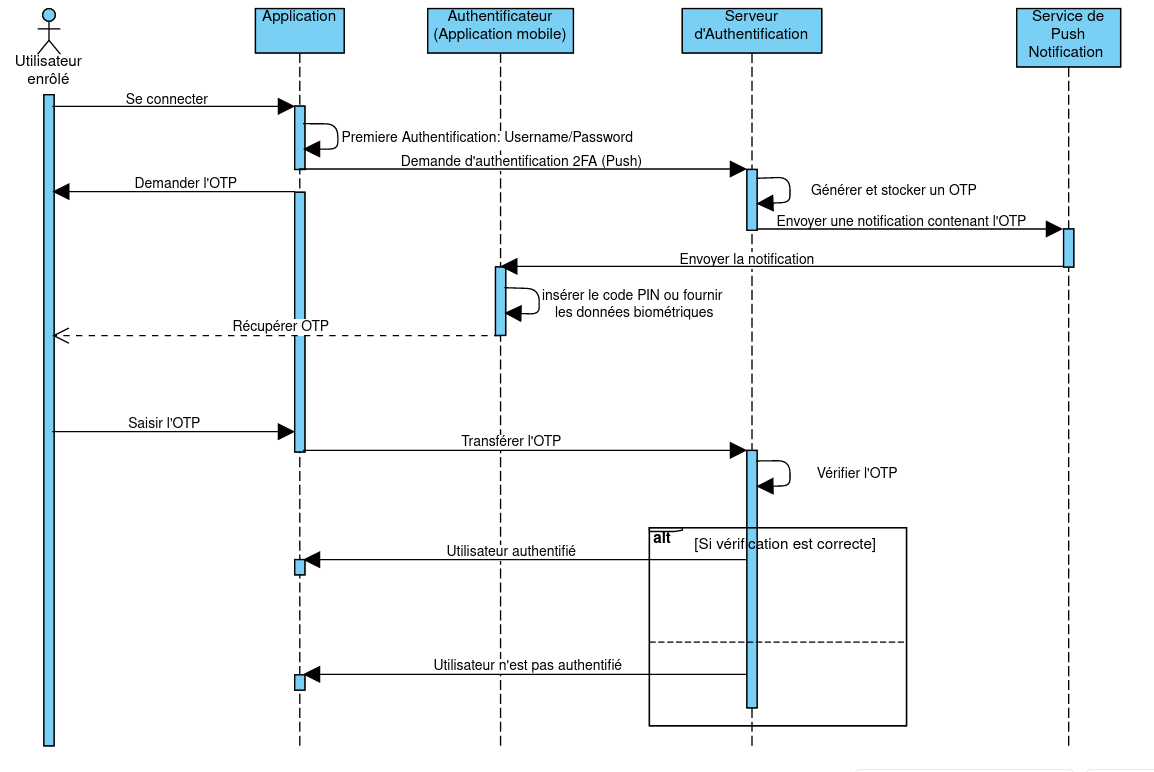 Utilisateur
enrôlé
Application
Authentificateur
(Application mobile)
Serveur
d'Authentification
Service de
Push
Notification
Se connecter
Premiere Authentification: Username/Password
Demande d'authentification 2FA (Push)
Demander l'OTP
Générer et stocker un OTP
Envoyer une notification contenant l'OTP
Envoyer la notification
insérer le code PIN ou fournir
les données biométriques
Récupérer OTP
Saisir l'OTP
Transférer l'OTP
Vérifier l'OTP
alt
[Si vérification est correcte]
Utilisateur authentifié
Utilisateur n'est pas authentifié